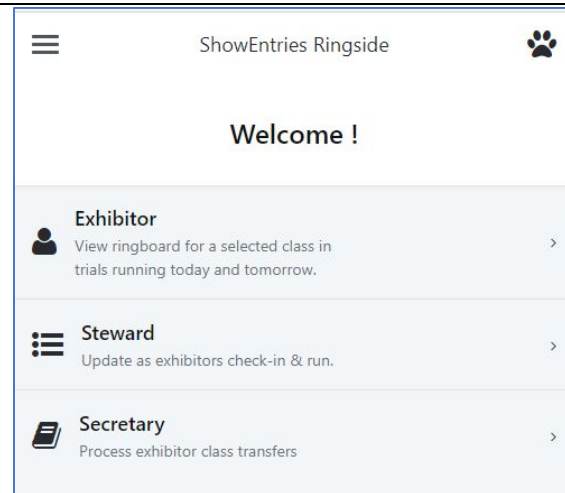 ShowEntries Ringside
Welcome !
Exhibitor
View ringboard for a selected class in
trials running today and tomorrow.
Steward
Update as exhibitors check-in & run.
Secretary
Process exhibitor class transfers